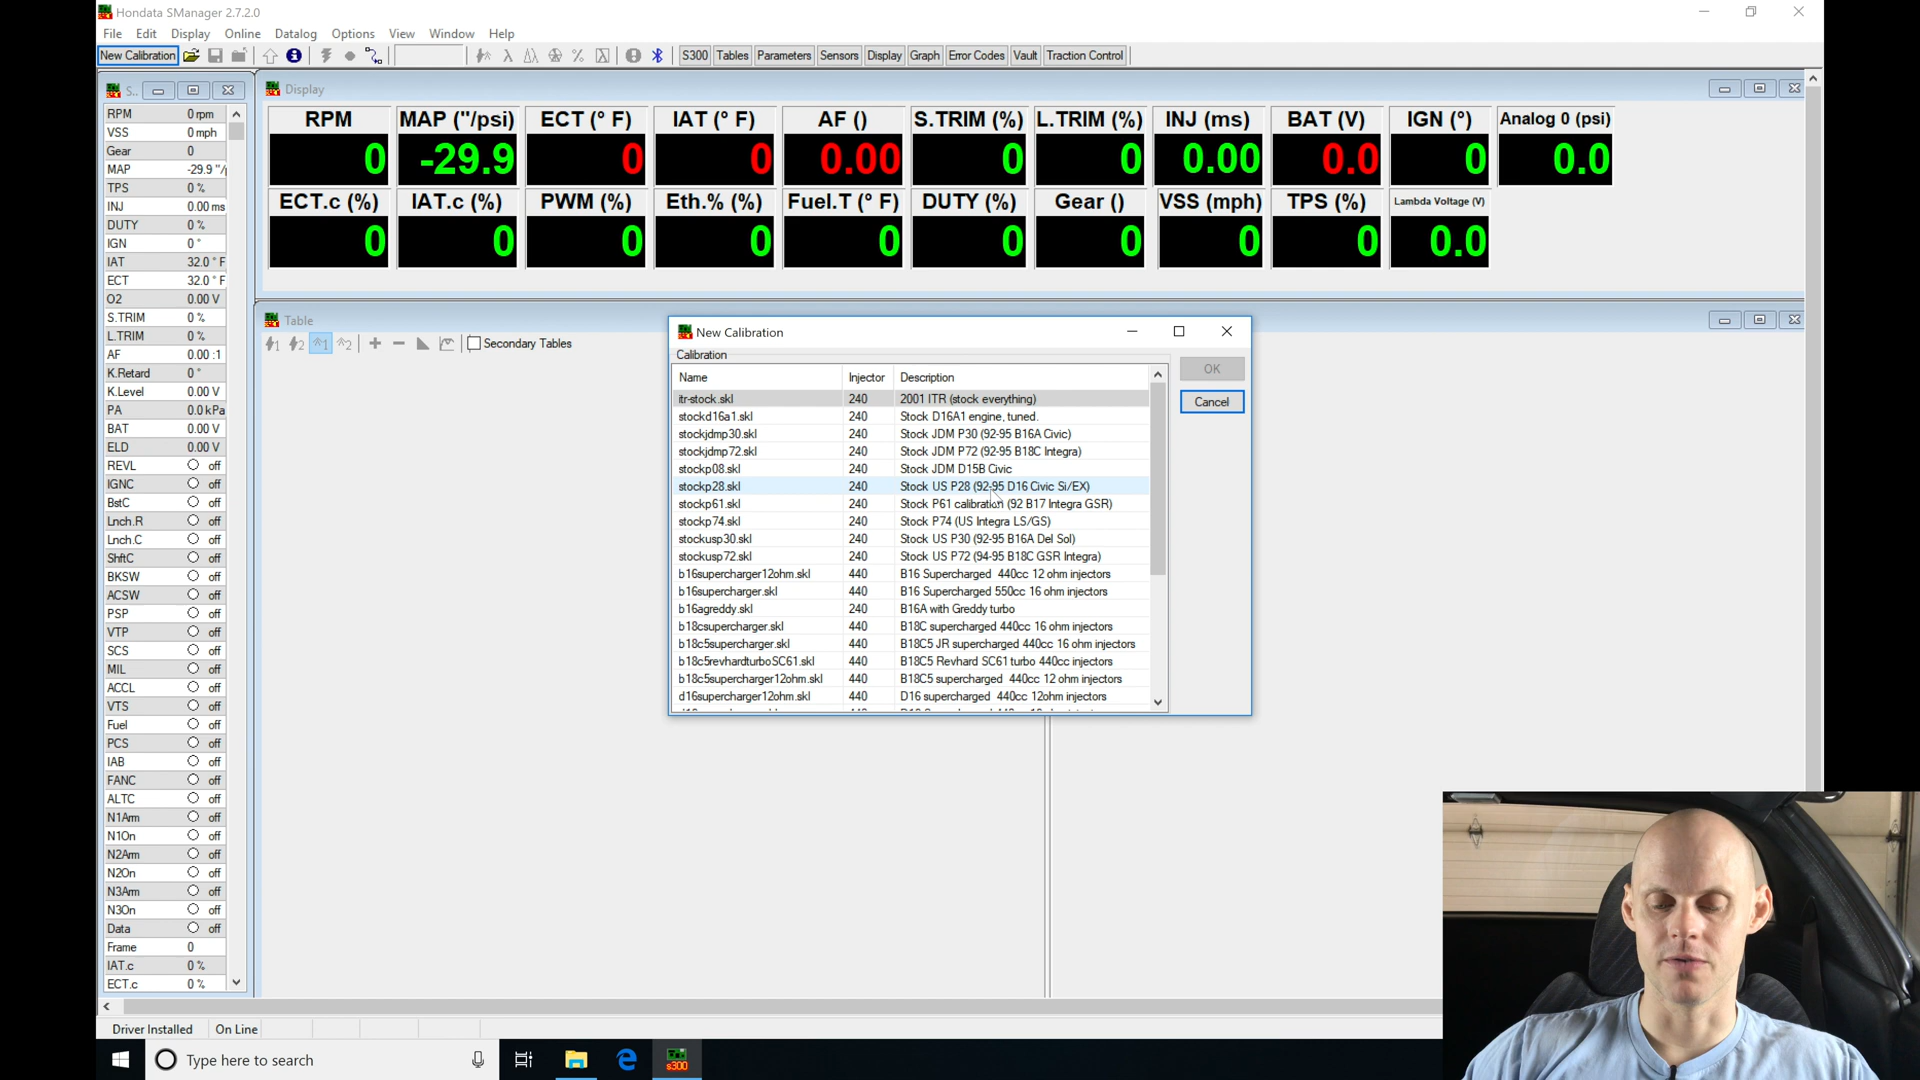 Hondata SManager 2.7.2.0
File Edit Display Online Datalog Options View Window Help
New Calibration S300 Tables Parameters Sensors Display Graph Error Codes Vault Traction Control
S..
RPM 0 rpm
VSS 0 mph
Gear 0
MAP -29.9 "/
TPS 0 %
INJ 0.00 ms
DUTY 0 %
IGN 0 °
IAT 32.0 ° F
ECT 32.0 ° F
O2 0.00 V
S.TRIM 0 %
L.TRIM 0 %
AF 0.00 :1
K.Retard 0 °
K.Level 0.00 V
PA 0.0 kPa
BAT 0.00 V
ELD 0.00 V
REVL off
IGNC off
BstC off
Lnch.R off
Lnch.C off
ShftC off
BKSW off
ACSW off
PSP off
VTP off
SCS off
MIL off
ACCL off
VTS off
Fuel off
PCS off
IAB off
FANC off
ALTC off
N1Arm off
N1On off
N2Arm off
N2On off
N3Arm off
N3On off
Data off
Frame 0
IAT.c 0 %
ECT.c 0 %
Display
RPM MAP ("/psi) ECT (° F) IAT (° F) AF () S.TRIM (%) L.TRIM (%) INJ (ms) BAT (V) IGN (°) Analog 0 (psi)
0 -29.9 0 0 0.00 0 0 0.00 0.0 0 0.0
ECT.c (%) IAT.c (%) PWM (%) Eth.% (%) Fuel.T (° F) DUTY (%) Gear () VSS (mph) TPS (%) Lambda Voltage (V)
0 0 0 0 0 0 0 0 0 0.0
Table
1 2 1 2 Secondary Tables
New Calibration
Calibration
Name Injector Description
itr-stock.skl 240 2001 ITR (stock everything)
stockd16a1.skl 240 Stock D16A1 engine, tuned.
stockjdmp30.skl 240 Stock JDM P30 (92-95 B16A Civic)
stockjdmp72.skl 240 Stock JDM P72 (92-95 B18C Integra)
stockp08.skl 240 Stock JDM D15B Civic
stockp28.skl 240 Stock US P28 (92-95 D16 Civic Si/EX)
stockp61.skl 240 Stock P61 calibration (92 B17 Integra GSR)
stockp74.skl 240 Stock P74 (US Integra LS/GS)
stockusp30.skl 240 Stock US P30 (92-95 B16A Del Sol)
stockusp72.skl 240 Stock US P72 (94-95 B18C GSR Integra)
b16supercharger12ohm.skl 440 B16 Supercharged 440cc 12 ohm injectors
b16supercharger.skl 440 B16 Supercharged 550cc 16 ohm injectors
b16agreddy.skl 240 B16A with Greddy turbo
b18csupercharger.skl 440 B18C supercharged 440cc 16 ohm injectors
b18c5supercharger.skl 440 B18C5 JR supercharged 440cc 16 ohm injectors
b18c5revhardturboSC61.skl 440 B18C5 Revhard SC61 turbo 440cc injectors
b18c5supercharger12ohm.skl 440 B18C5 supercharged 440cc 12 ohm injectors
d16supercharger12ohm.skl 440 D16 supercharged 440cc 12ohm injectors
OK
Cancel
Driver Installed On Line
Type here to search
s300